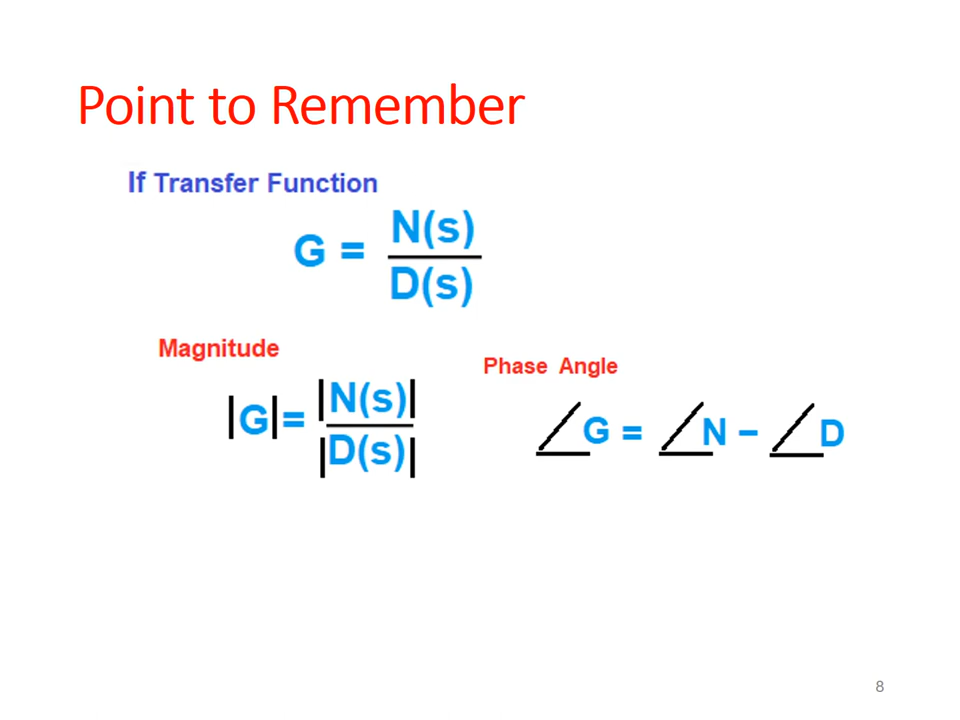 Point to Remember
If Transfer Function
G = N(s)
D(s)
Magnitude
|G| = |N(s)|
|D(s)|
Phase Angle
∠G = ∠N − ∠D
8